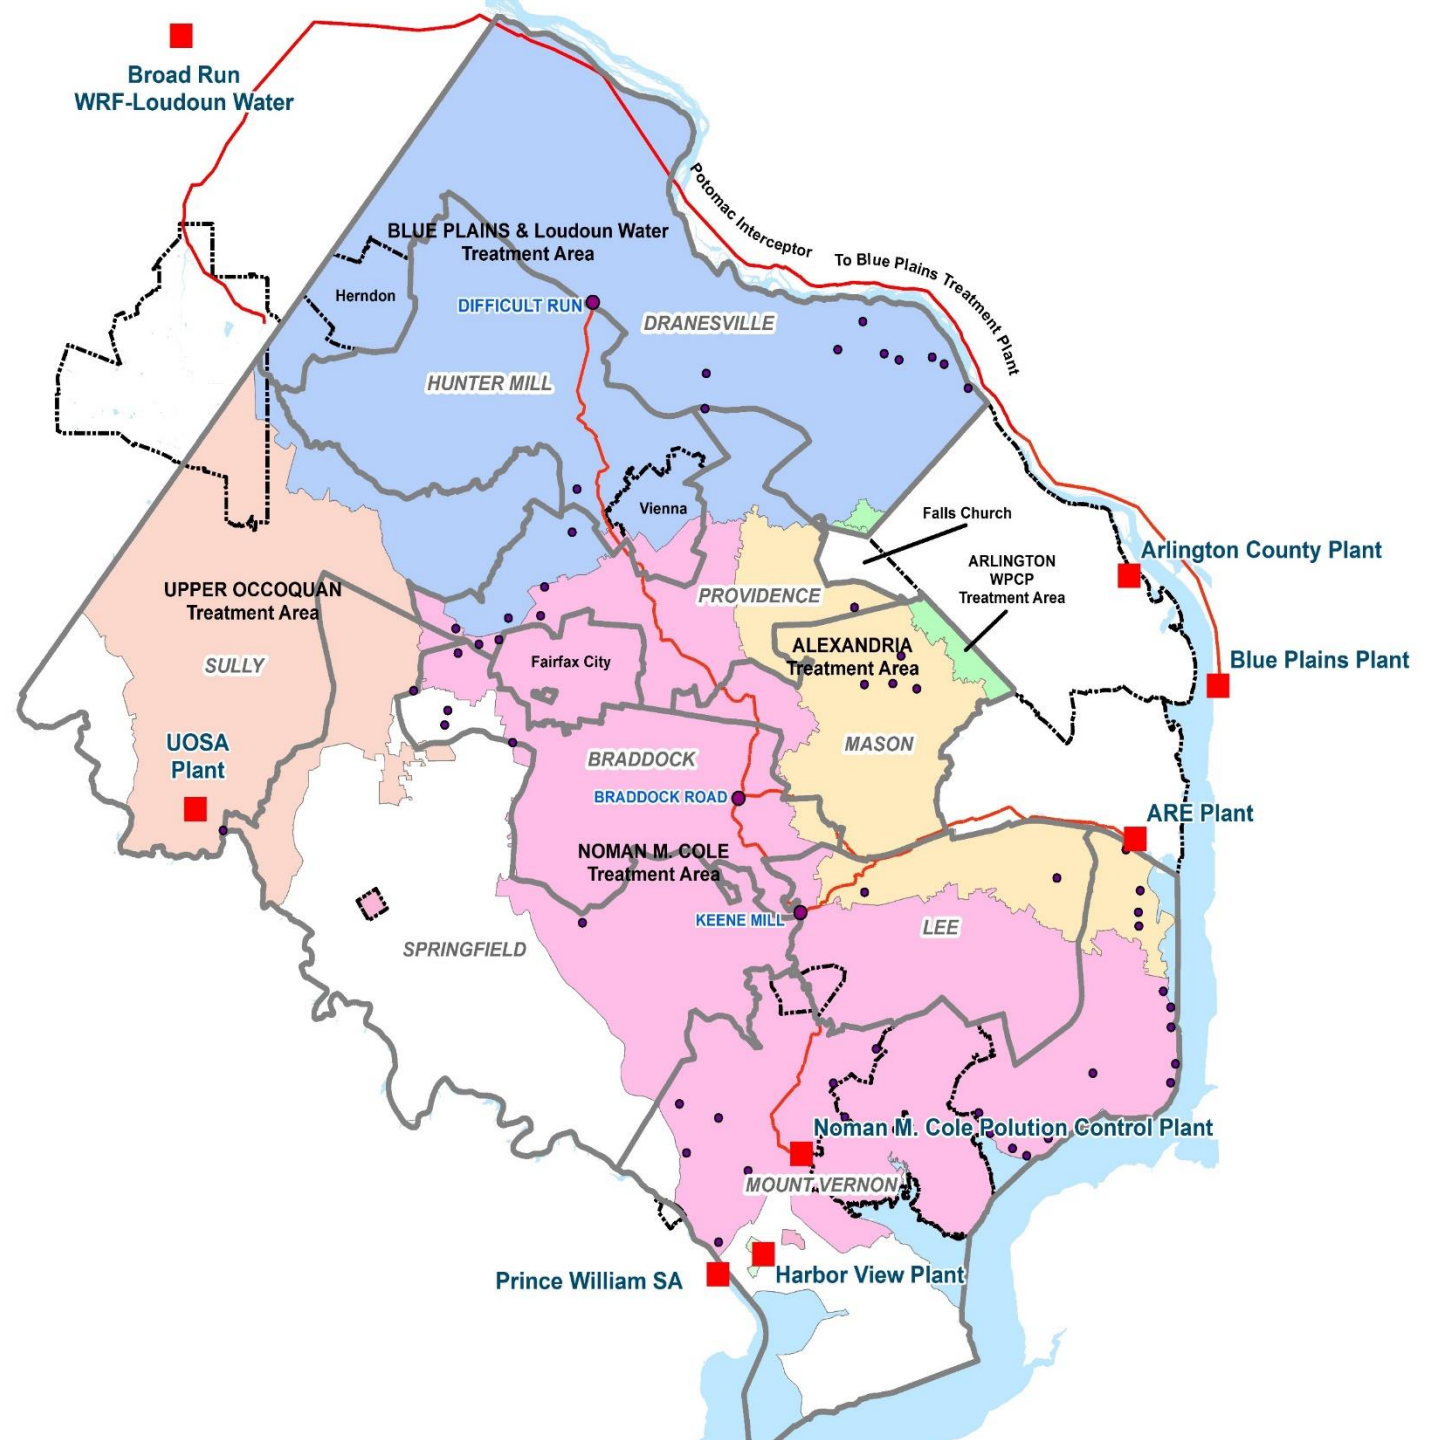 Broad Run
WRF-Loudoun Water
Potomac Interceptor
To Blue Plains Treatment Plant
BLUE PLAINS & Loudoun Water
Treatment Area
Herndon
DIFFICULT RUN
DRANESVILLE
HUNTER MILL
Vienna
Falls Church
Arlington County Plant
ARLINGTON
WPCP
Treatment Area
UPPER OCCOQUAN
Treatment Area
PROVIDENCE
SULLY
Fairfax City
ALEXANDRIA
Treatment Area
Blue Plains Plant
UOSA
Plant
MASON
BRADDOCK
BRADDOCK ROAD
ARE Plant
NOMAN M. COLE
Treatment Area
KEENE MILL
LEE
SPRINGFIELD
Noman M. Cole Polution Control Plant
MOUNT VERNON
Prince William SA
Harbor View Plant